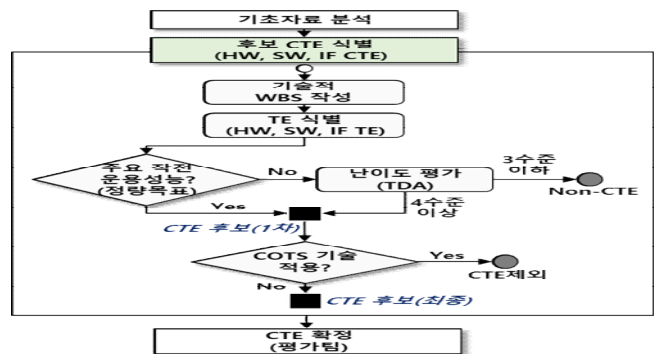 기초자료 분석
후보 CTE 식별
(HW, SW, IF CTE)
기술적
WBS 작성
TE 식별
(HW, SW, IF TE)
주요 작전
운용성능?
(정량목표)
No
난이도 평가
(TDA)
3수준
이하
Non-CTE
Yes
4수준
이상
CTE 후보(1차)
COTS 기술
적용?
Yes
CTE제외
No
CTE 후보(최종)
CTE 확정
(평가팀)